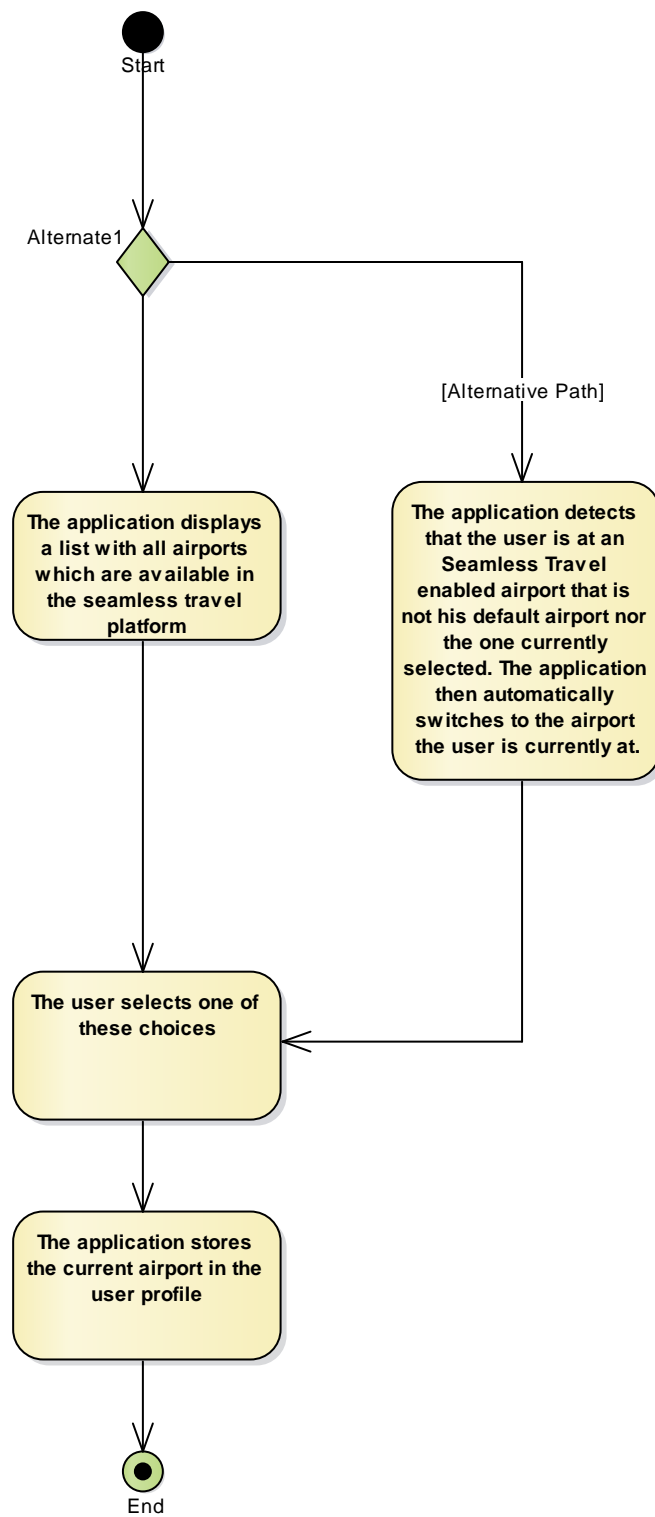 Start
Alternate1
[Alternative Path]
The application displays
a list with all airports
which are available in
the seamless travel
platform
The application detects
that the user is at an
Seamless Travel
enabled airport that is
not his default airport nor
the one currently
selected. The application
then automatically
switches to the airport
the user is currently at.
The user selects one of
these choices
The application stores
the current airport in the
user profile
End